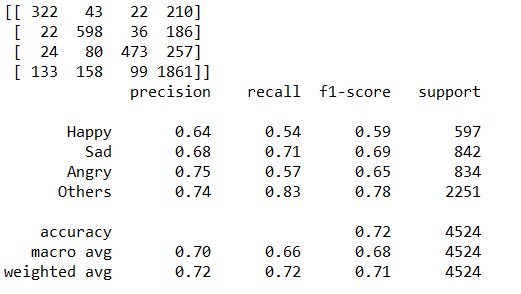 [[ 322 43 22 210]
[ 22 598 36 186]
[ 24 80 473 257]
[ 133 158 99 1861]]
precision recall f1-score support
Happy 0.64 0.54 0.59 597
Sad 0.68 0.71 0.69 842
Angry 0.75 0.57 0.65 834
Others 0.74 0.83 0.78 2251
accuracy 0.72 4524
macro avg 0.70 0.66 0.68 4524
weighted avg 0.72 0.72 0.71 4524